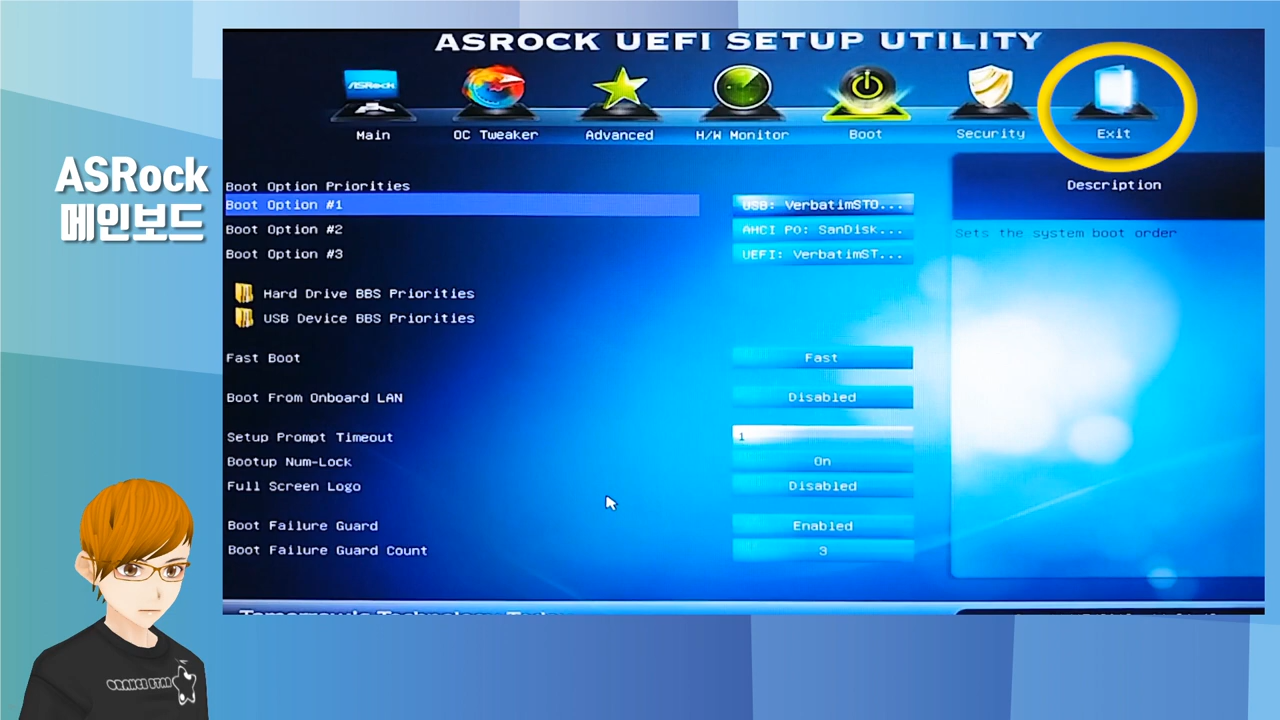 ASROCK UEFI SETUP UTILITY
ASRock
Main
OC Tweaker
Advanced
H/W Monitor
Boot
Security
Exit
ASRock
메인보드
Description
Sets the system boot order
Boot Option Priorities
Boot Option #1 USB: VerbatimSTO...
Boot Option #2 AHCI P0: SanDisk...
Boot Option #3 UEFI: VerbatimST...
Hard Drive BBS Priorities
USB Device BBS Priorities
Fast Boot Fast
Boot From Onboard LAN Disabled
Setup Prompt Timeout 1
Bootup Num-Lock On
Full Screen Logo Disabled
Boot Failure Guard Enabled
Boot Failure Guard Count 3
ORANGE STAR